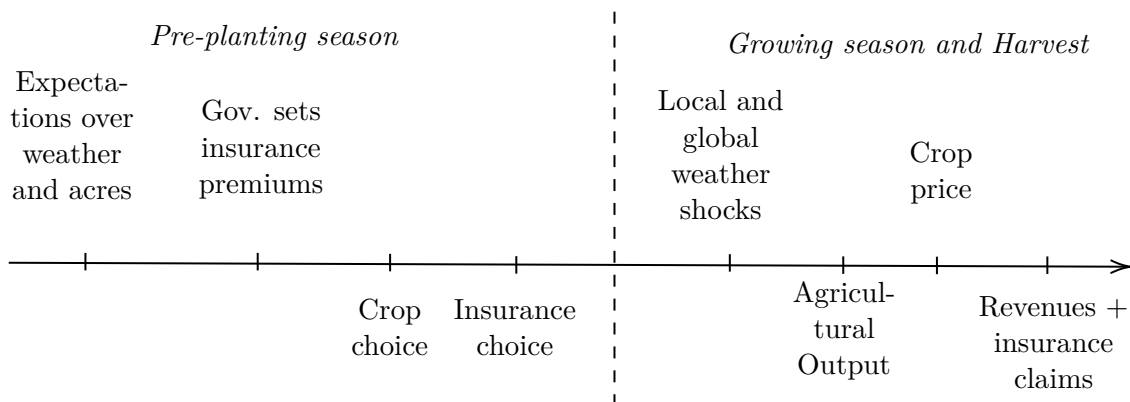 Pre-planting season
Growing season and Harvest
Expecta-
tions over
weather
and acres
Gov. sets
insurance
premiums
Local and
global
weather
shocks
Crop
price
Crop
choice
Insurance
choice
Agricul-
tural
Output
Revenues +
insurance
claims